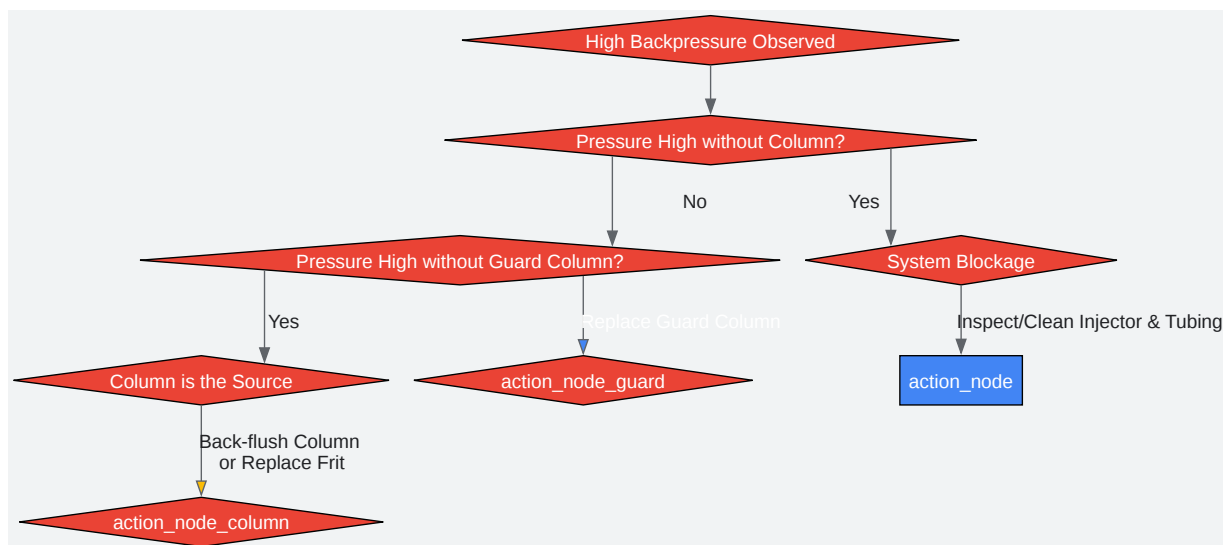 High Backpressure Observed
Pressure High without Column?
No
Yes
Pressure High without Guard Column?
System Blockage
Yes
Replace Guard Column
Inspect/Clean Injector & Tubing
Column is the Source
action_node_guard
action_node
Back-flush Column
or Replace Frit
action_node_column